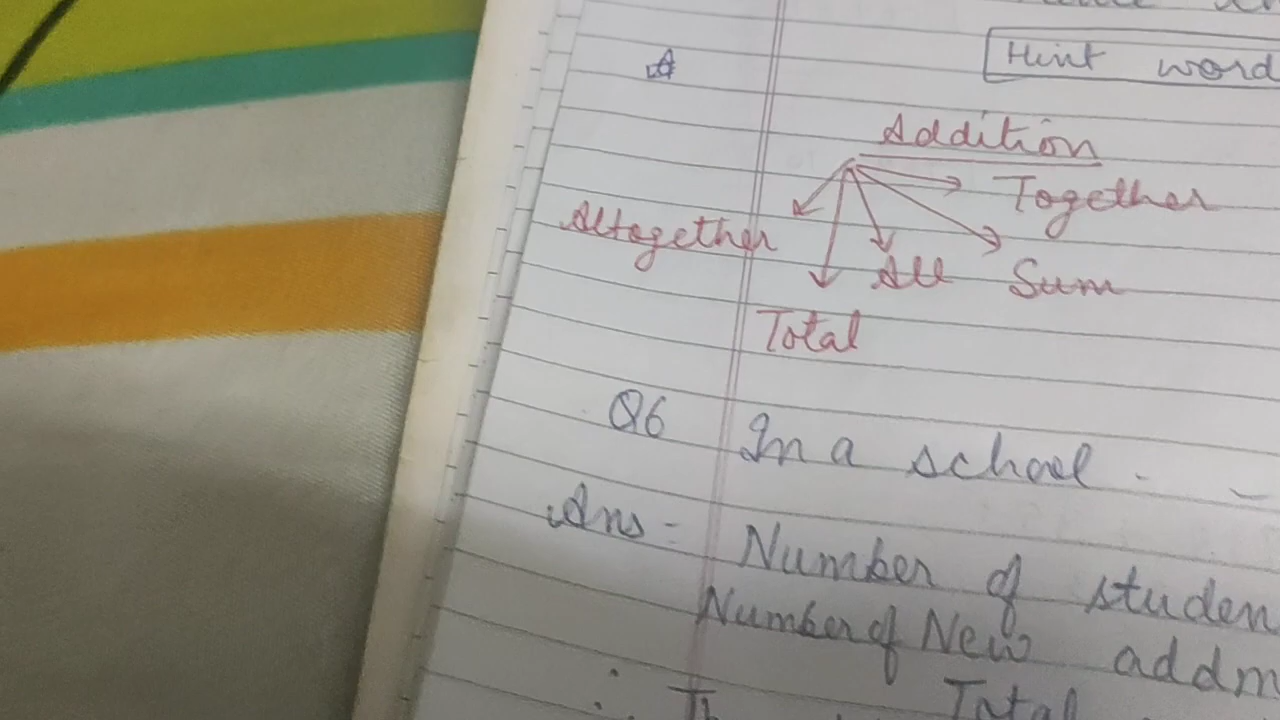 Hint word
Addition
Together
Altogether
All Sum
Total
Q6 In a school - -
Ans - Number of studen
Number of New addm
∴ Total